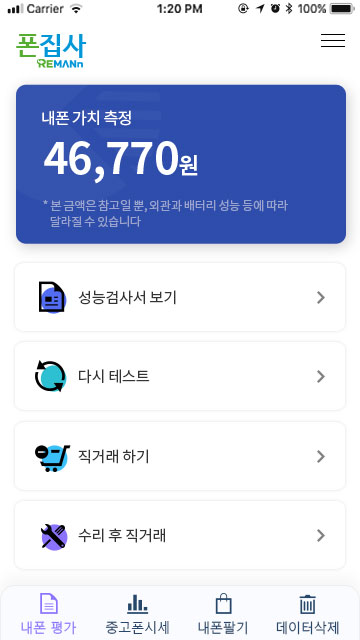 Carrier 1:20 PM 100%
폰집사
REMANn
내폰 가치 측정
46,770원
* 본 금액은 참고일 뿐, 외관과 배터리 성능 등에 따라
달라질 수 있습니다
성능검사서 보기
다시 테스트
직거래 하기
수리 후 직거래
내폰 평가 중고폰시세 내폰팔기 데이터삭제